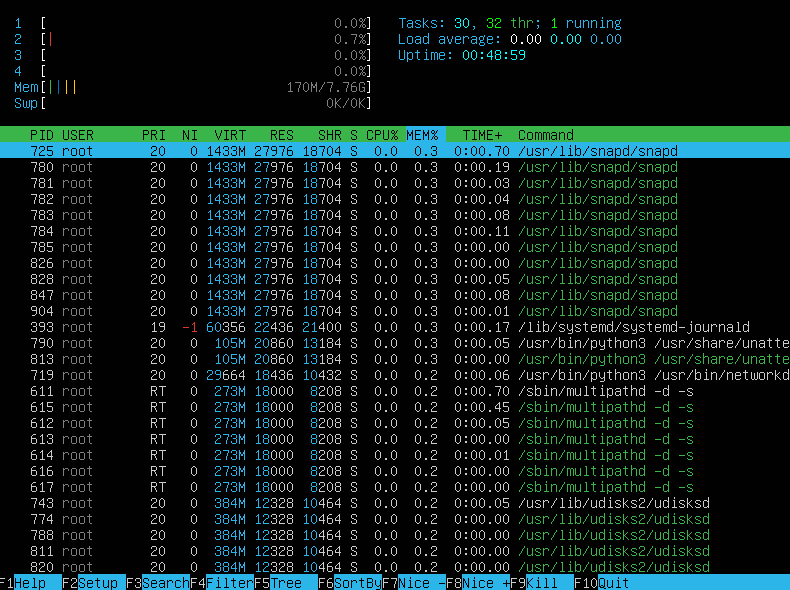 1 [ 0.0%] Tasks: 30, 32 thr; 1 running
2 [| 0.7%] Load average: 0.00 0.00 0.00
3 [ 0.0%] Uptime: 00:48:59
4 [ 0.0%]
Mem[|||| 170M/7.76G]
Swp[ 0K/0K]
PID USER PRI NI VIRT RES SHR S CPU% MEM% TIME+ Command
725 root 20 0 1433M 27976 18704 S 0.0 0.3 0:00.70 /usr/lib/snapd/snapd
780 root 20 0 1433M 27976 18704 S 0.0 0.3 0:00.19 /usr/lib/snapd/snapd
781 root 20 0 1433M 27976 18704 S 0.0 0.3 0:00.03 /usr/lib/snapd/snapd
782 root 20 0 1433M 27976 18704 S 0.0 0.3 0:00.04 /usr/lib/snapd/snapd
783 root 20 0 1433M 27976 18704 S 0.0 0.3 0:00.08 /usr/lib/snapd/snapd
784 root 20 0 1433M 27976 18704 S 0.0 0.3 0:00.11 /usr/lib/snapd/snapd
785 root 20 0 1433M 27976 18704 S 0.0 0.3 0:00.00 /usr/lib/snapd/snapd
826 root 20 0 1433M 27976 18704 S 0.0 0.3 0:00.00 /usr/lib/snapd/snapd
828 root 20 0 1433M 27976 18704 S 0.0 0.3 0:00.05 /usr/lib/snapd/snapd
847 root 20 0 1433M 27976 18704 S 0.0 0.3 0:00.08 /usr/lib/snapd/snapd
904 root 20 0 1433M 27976 18704 S 0.0 0.3 0:00.01 /usr/lib/snapd/snapd
393 root 19 -1 60356 22436 21400 S 0.0 0.3 0:00.17 /lib/systemd/systemd-journald
795 root 20 0 105M 20860 13184 S 0.0 0.3 0:00.05 /usr/bin/python3 /usr/share/unatte
813 root 20 0 105M 20860 13184 S 0.0 0.3 0:00.00 /usr/bin/python3 /usr/share/unatte
719 root 20 0 29664 18436 10432 S 0.0 0.2 0:00.06 /usr/bin/python3 /usr/bin/networkd
611 root RT 0 273M 18000 8208 S 0.0 0.2 0:00.70 /sbin/multipathd -d -s
615 root RT 0 273M 18000 8208 S 0.0 0.2 0:00.45 /sbin/multipathd -d -s
612 root RT 0 273M 18000 8208 S 0.0 0.2 0:00.05 /sbin/multipathd -d -s
613 root RT 0 273M 18000 8208 S 0.0 0.2 0:00.00 /sbin/multipathd -d -s
614 root RT 0 273M 18000 8208 S 0.0 0.2 0:00.01 /sbin/multipathd -d -s
616 root RT 0 273M 18000 8208 S 0.0 0.2 0:00.00 /sbin/multipathd -d -s
617 root RT 0 273M 18000 8208 S 0.0 0.2 0:00.00 /sbin/multipathd -d -s
743 root 20 0 384M 12328 10464 S 0.0 0.2 0:00.05 /usr/lib/udisks2/udisksd
774 root 20 0 384M 12328 10464 S 0.0 0.2 0:00.00 /usr/lib/udisks2/udisksd
788 root 20 0 384M 12328 10464 S 0.0 0.2 0:00.00 /usr/lib/udisks2/udisksd
811 root 20 0 384M 12328 10464 S 0.0 0.2 0:00.00 /usr/lib/udisks2/udisksd
820 root 20 0 384M 12328 10464 S 0.0 0.2 0:00.00 /usr/lib/udisks2/udisksd
F1Help F2Setup F3SearchF4FilterF5Tree F6SortByF7Nice -F8Nice +F9Kill F10Quit